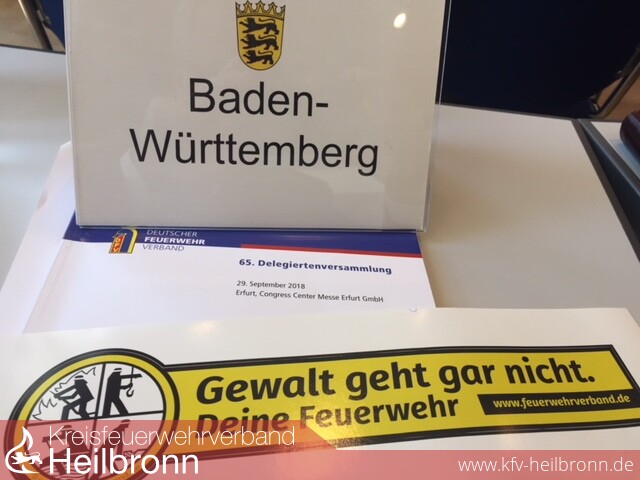 Baden-
Württemberg
DEUTSCHER
FEUERWEHR
VERBAND
65. Delegiertenversammlung
29. September 2018
Erfurt, Congress Center Messe Erfurt GmbH
Gewalt geht gar nicht.
Deine Feuerwehr
www.feuerwehrverband.de
Kreisfeuerwehrverband
Heilbronn
www.kfv-heilbronn.de